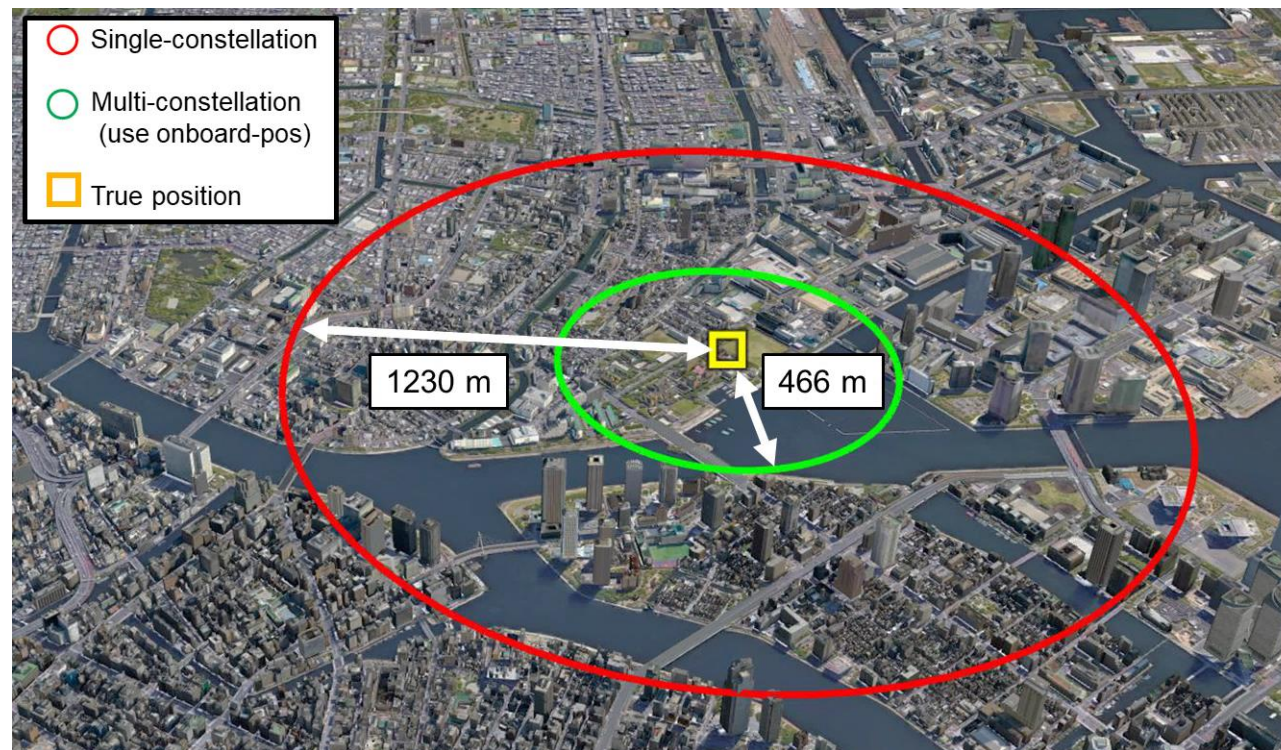 Single-constellation
Multi-constellation
(use onboard-pos)
True position
1230 m
466 m